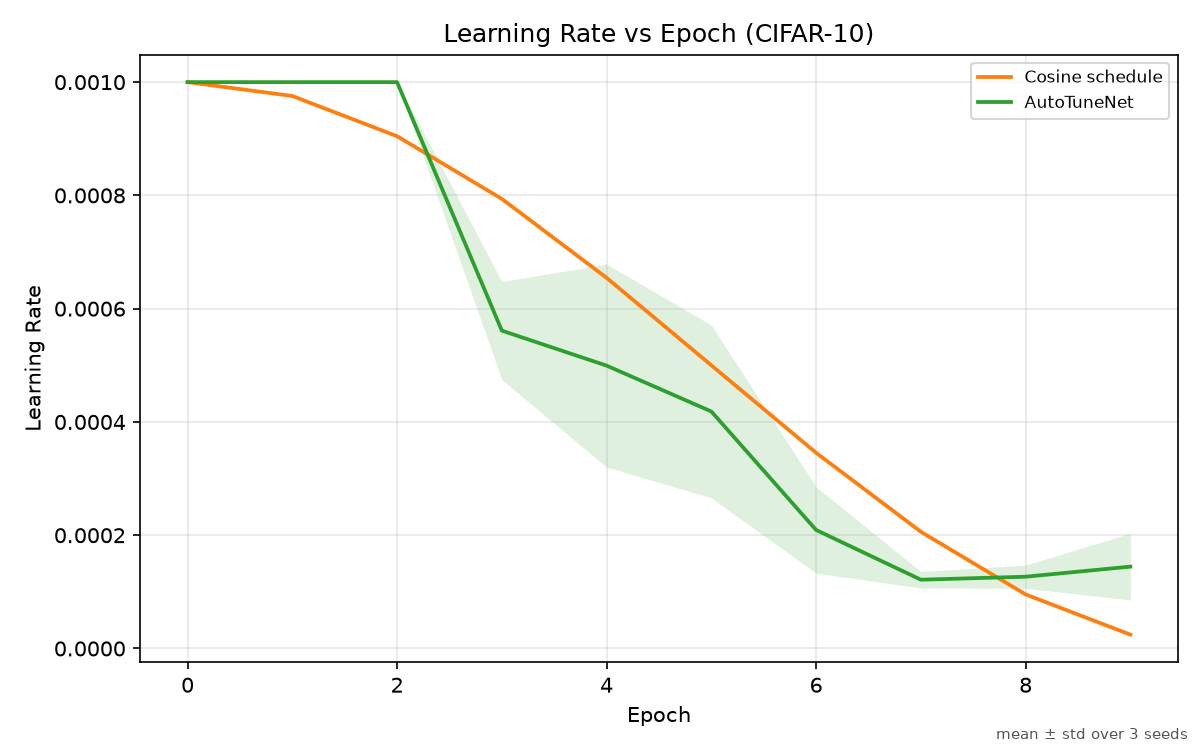 Learning Rate vs Epoch (CIFAR-10)
Cosine schedule
AutoTuneNet
Learning Rate
0.0010
0.0008
0.0006
0.0004
0.0002
0.0000
0 2 4 6 8
Epoch
mean ± std over 3 seeds